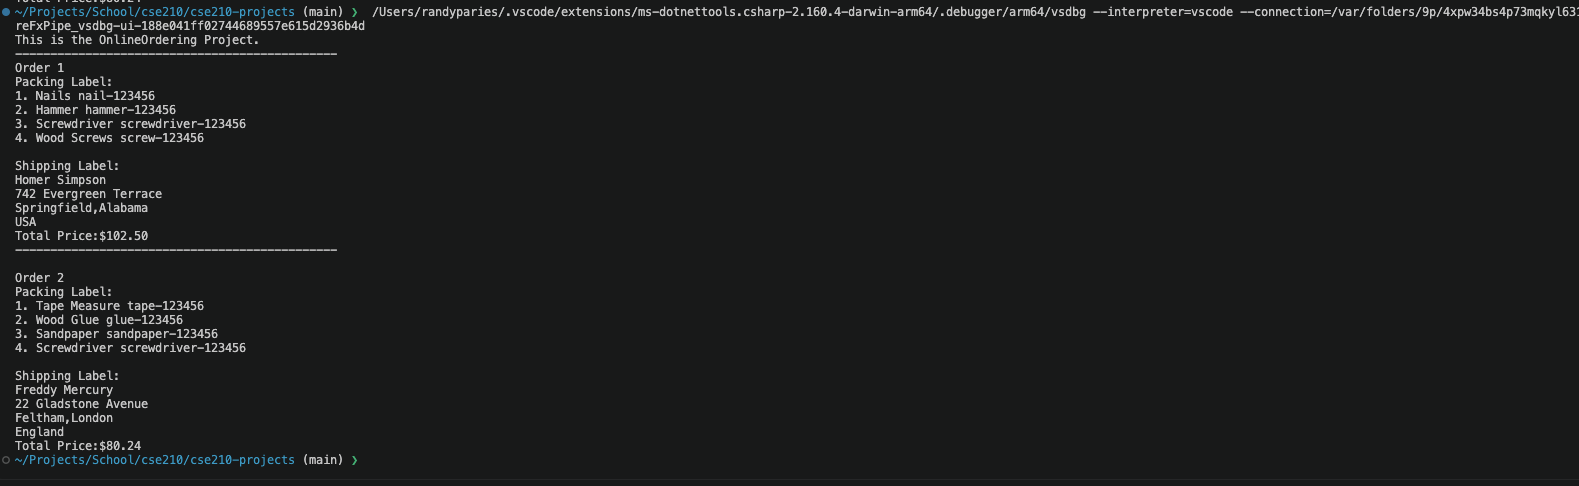 ~/Projects/School/cse210/cse210-projects (main) ❯  /Users/randyparies/.vscode/extensions/ms-dotnettools.csharp-2.160.4-darwin-arm64/.debugger/arm64/vsdbg --interpreter=vscode --connection=/var/folders/9p/4xpw34bs4p73mqkyl631
reFxPipe_vsdbg-ui-188e041ff02744689557e615d2936b4d
This is the OnlineOrdering Project.
----------------------------------------------
Order 1
Packing Label:
1. Nails nail-123456
2. Hammer hammer-123456
3. Screwdriver screwdriver-123456
4. Wood Screws screw-123456

Shipping Label:
Homer Simpson
742 Evergreen Terrace
Springfield,Alabama
USA
Total Price:$102.50
----------------------------------------------

Order 2
Packing Label:
1. Tape Measure tape-123456
2. Wood Glue glue-123456
3. Sandpaper sandpaper-123456
4. Screwdriver screwdriver-123456

Shipping Label:
Freddy Mercury
22 Gladstone Avenue
Feltham,London
England
Total Price:$80.24
~/Projects/School/cse210/cse210-projects (main) ❯